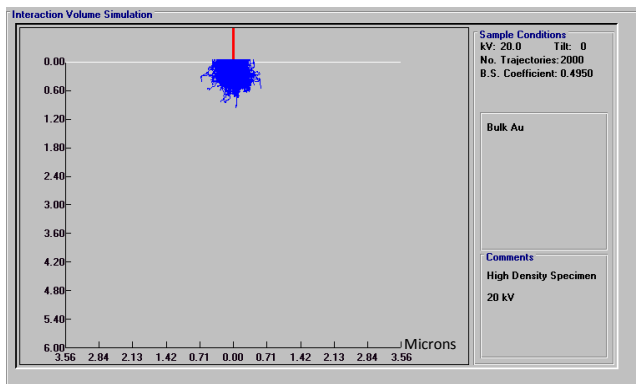 Interaction Volume Simulation
Sample Conditions
kV: 20.0 Tilt: 0
No. Trajectories: 2000
B.S. Coefficient: 0.4950
Bulk Au
Comments
High Density Specimen
20 kV
0.00
0.60
1.20
1.80
2.40
3.00
3.60
4.20
4.80
5.40
6.00
3.56 2.84 2.13 1.42 0.71 0.00 0.71 1.42 2.13 2.84 3.56
Microns